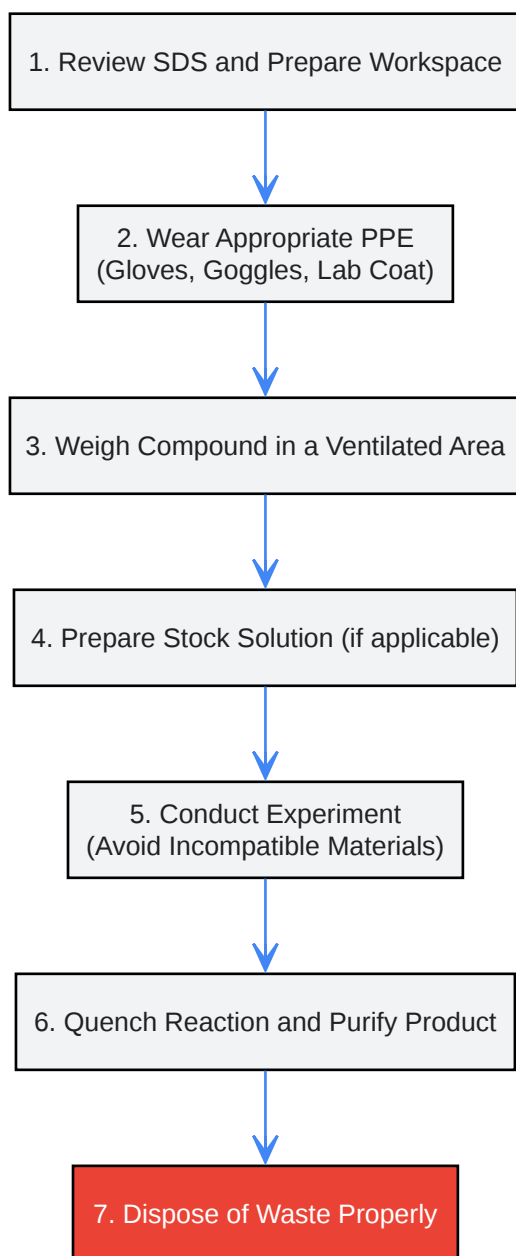 1. Review SDS and Prepare Workspace
2. Wear Appropriate PPE
(Gloves, Goggles, Lab Coat)
3. Weigh Compound in a Ventilated Area
4. Prepare Stock Solution (if applicable)
5. Conduct Experiment
(Avoid Incompatible Materials)
6. Quench Reaction and Purify Product
7. Dispose of Waste Properly